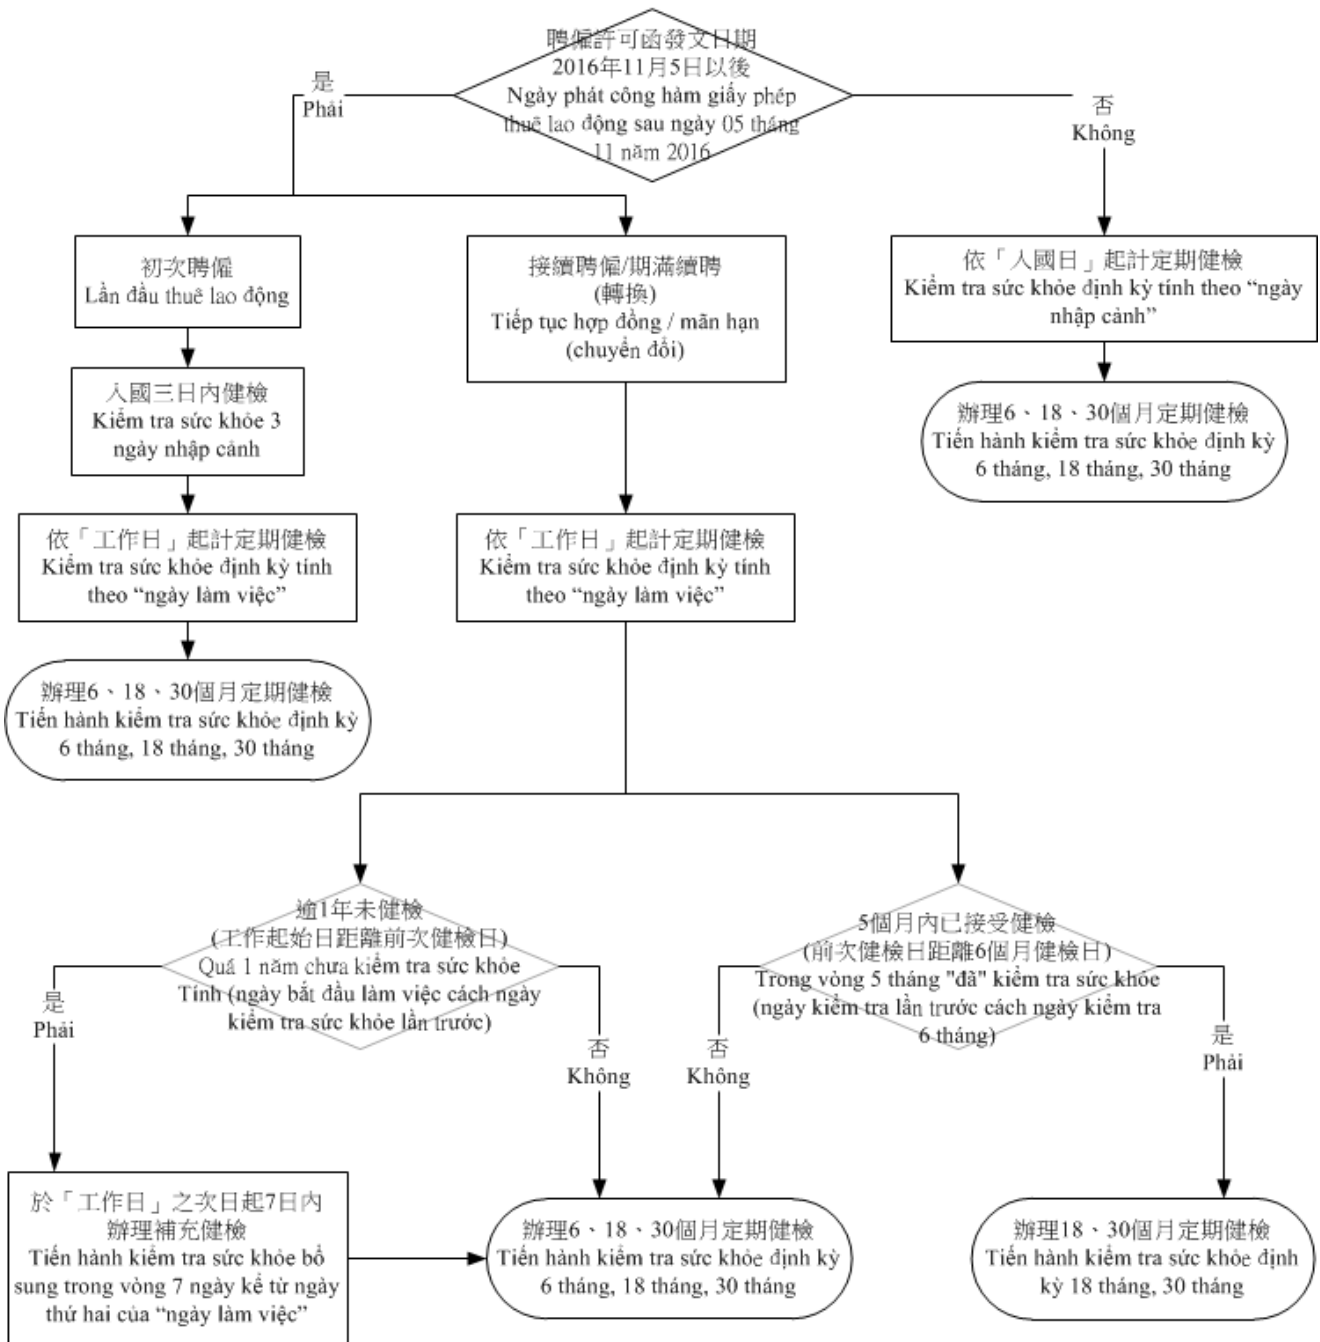 聘僱許可函發文日期
2016年11月5日以後
Ngày phát công hàm giấy phép
thuê lao động sau ngày 05 tháng
11 năm 2016
是
Phải
否
Không
初次聘僱
Lần đầu thuê lao động
接續聘僱/期滿續聘
(轉換)
Tiếp tục hợp đồng / mãn hạn
(chuyển đổi)
依「入國日」起計定期健檢
Kiểm tra sức khỏe định kỳ tính theo “ngày
nhập cảnh”
入國三日內健檢
Kiểm tra sức khỏe 3
ngày nhập cảnh
辦理6、18、30個月定期健檢
Tiến hành kiểm tra sức khỏe định kỳ
6 tháng, 18 tháng, 30 tháng
依「工作日」起計定期健檢
Kiểm tra sức khỏe định kỳ tính
theo “ngày làm việc”
依「工作日」起計定期健檢
Kiểm tra sức khỏe định kỳ tính
theo “ngày làm việc”
辦理6、18、30個月定期健檢
Tiến hành kiểm tra sức khỏe định kỳ
6 tháng, 18 tháng, 30 tháng
逾1年未健檢
(工作起始日距離前次健檢日)
Quá 1 năm chưa kiểm tra sức khỏe
Tính (ngày bắt đầu làm việc cách ngày
kiểm tra sức khỏe lần trước)
5個月內已接受健檢
(前次健檢日距離6個月健檢日)
Trong vòng 5 tháng "đã" kiểm tra sức khỏe
(ngày kiểm tra lần trước cách ngày kiểm tra
6 tháng)
是
Phải
否
Không
否
Không
是
Phải
於「工作日」之次日起7日內
辦理補充健檢
Tiến hành kiểm tra sức khỏe bổ
sung trong vòng 7 ngày kể từ ngày
thứ hai của “ngày làm việc”
辦理6、18、30個月定期健檢
Tiến hành kiểm tra sức khỏe định kỳ
6 tháng, 18 tháng, 30 tháng
辦理18、30個月定期健檢
Tiến hành kiểm tra sức khỏe định
kỳ 18 tháng, 30 tháng